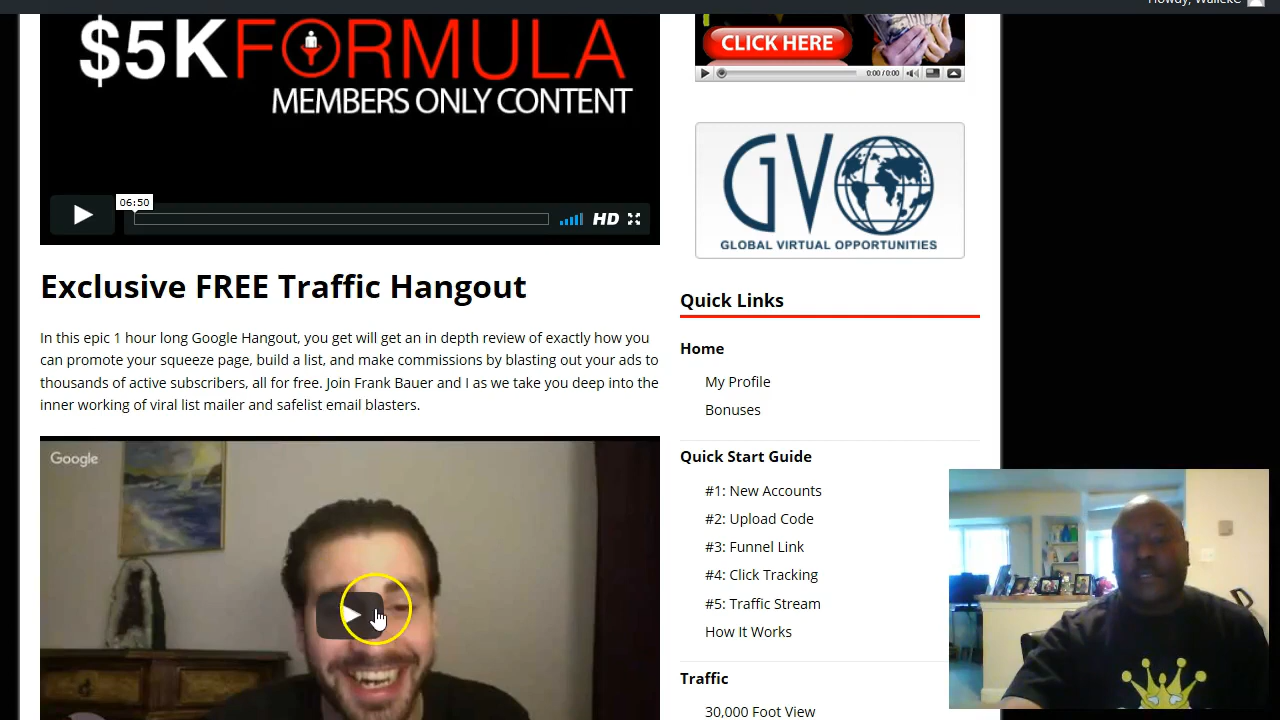 Howdy, WallekC
$5K FORMULA
MEMBERS ONLY CONTENT
06:50
HD
CLICK HERE
0:00 / 0:00
GVO
GLOBAL VIRTUAL OPPORTUNITIES
Exclusive FREE Traffic Hangout
In this epic 1 hour long Google Hangout, you get will get an in depth review of exactly how you
can promote your squeeze page, build a list, and make commissions by blasting out your ads to
thousands of active subscribers, all for free. Join Frank Bauer and I as we take you deep into the
inner working of viral list mailer and safelist email blasters.
Google
Quick Links
Home
My Profile
Bonuses
Quick Start Guide
#1: New Accounts
#2: Upload Code
#3: Funnel Link
#4: Click Tracking
#5: Traffic Stream
How It Works
Traffic
30,000 Foot View